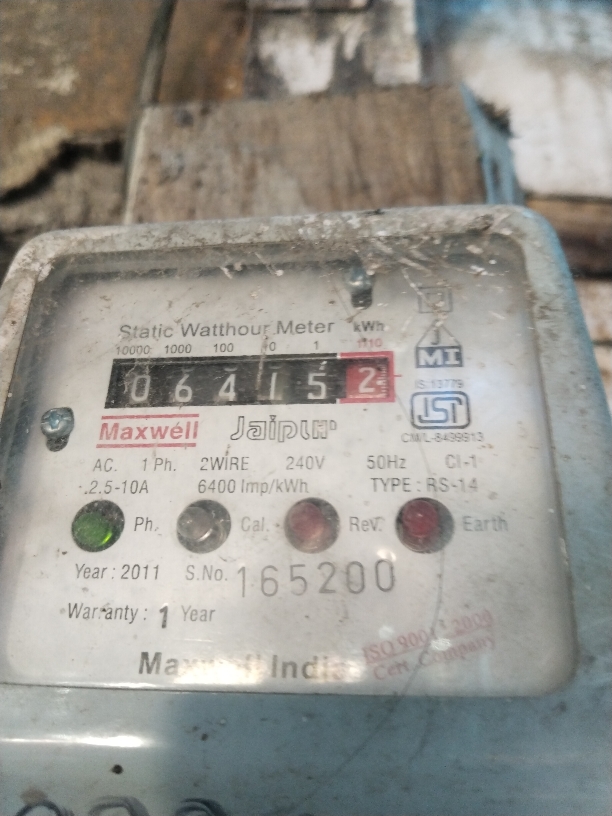 Static Watthour Meter kWh
10000 1000 100 10 1 1/10
0 6 4 1 5 2
MI
IS:13779
ISI
CM/L-8499913
Maxwell Jaipur
AC. 1 Ph. 2WIRE 240V 50Hz Cl-1
2.5-10A 6400 Imp/kWh TYPE : RS-14
Ph. Cal. Rev. Earth
Year : 2011 S.No. 165200
Warranty : 1 Year
ISO 9001 : 2000
Cert. Company
Maxwell India